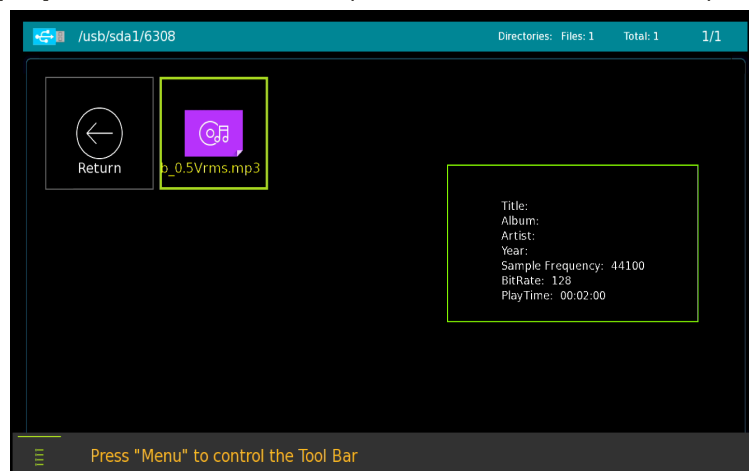 /usb/sda1/6308 Directories: Files: 1 Total: 1 1/1
Return
b_0.5Vrms.mp3
Title:
Album:
Artist:
Year:
Sample Frequency: 44100
BitRate: 128
PlayTime: 00:02:00
Press "Menu" to control the Tool Bar